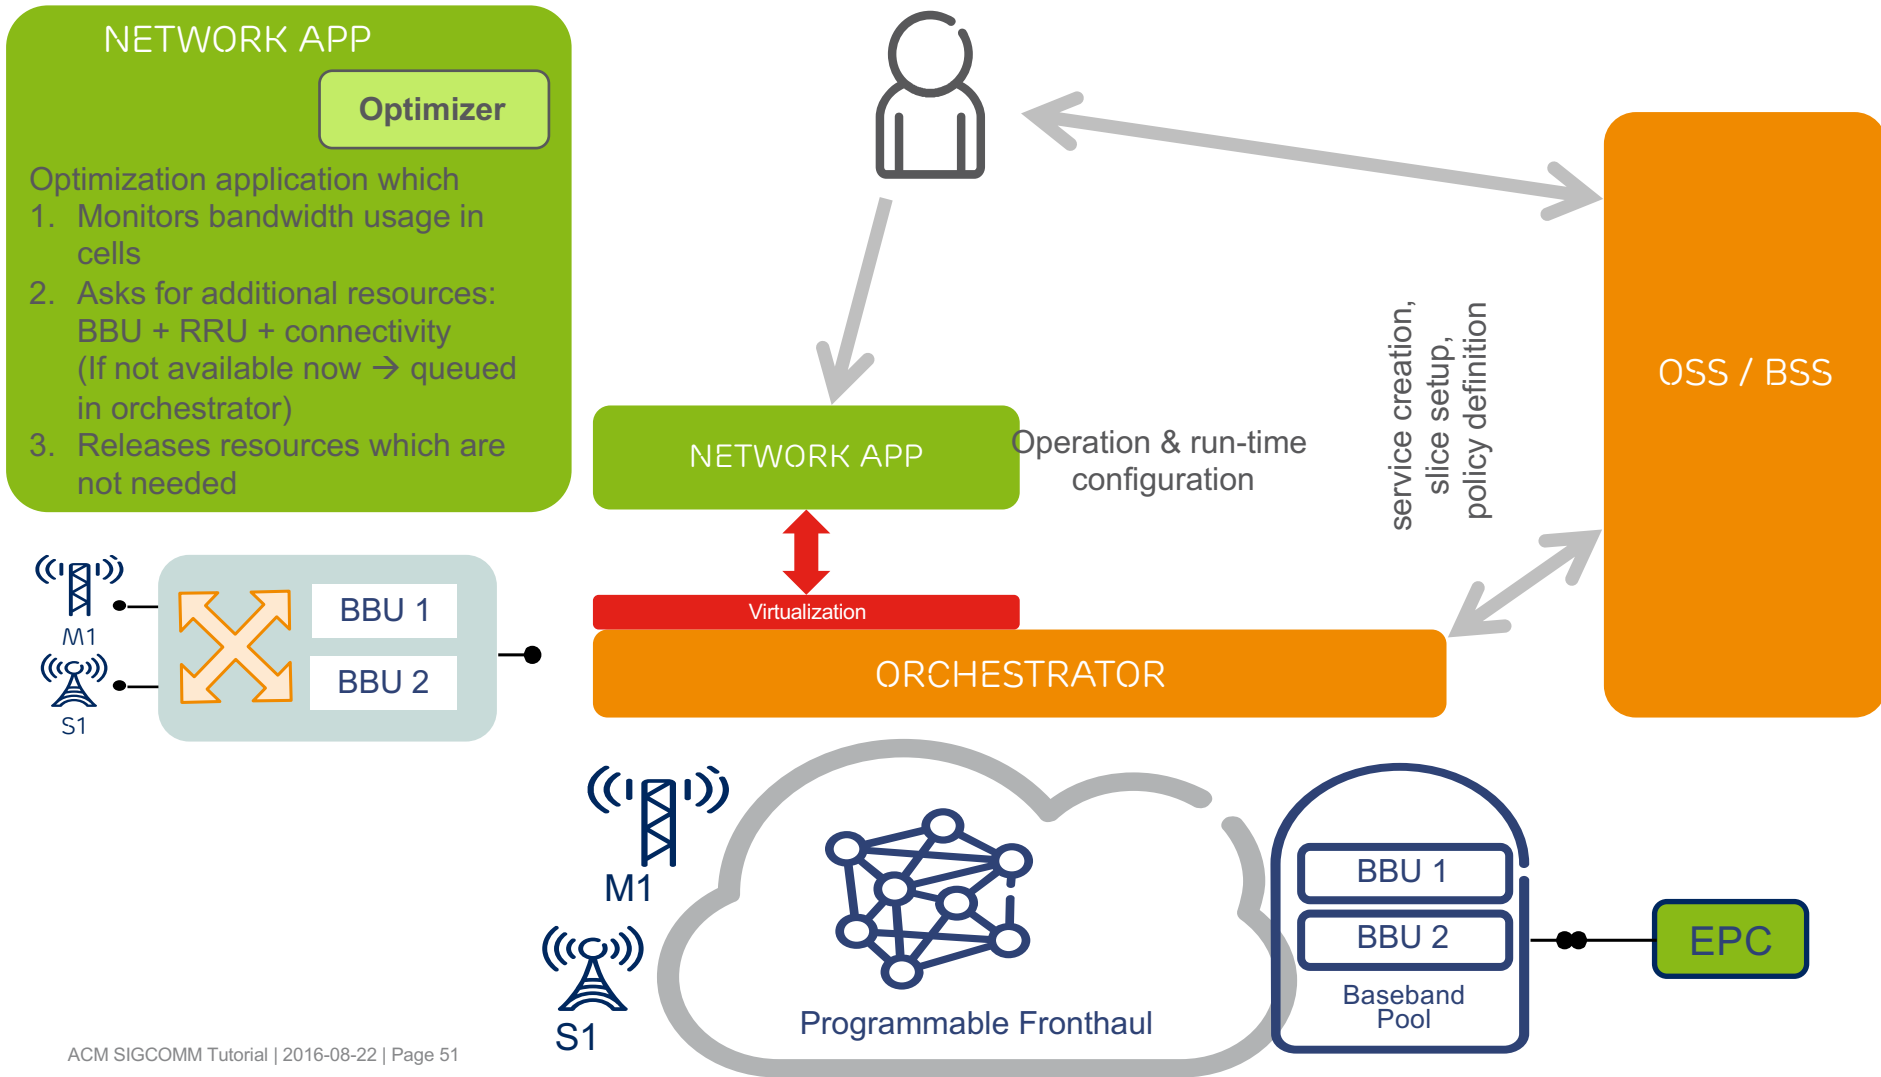 NETWORK APP
Optimizer
Optimization application which
1. Monitors bandwidth usage in
cells
2. Asks for additional resources:
BBU + RRU + connectivity
(If not available now → queued
in orchestrator)
3. Releases resources which are
not needed
NETWORK APP
Operation & run-time
configuration
service creation,
slice setup,
policy definition
OSS / BSS
M1
S1
BBU 1
BBU 2
Virtualization
ORCHESTRATOR
M1
S1
Programmable Fronthaul
BBU 1
BBU 2
Baseband
Pool
EPC
ACM SIGCOMM Tutorial | 2016-08-22 | Page 51